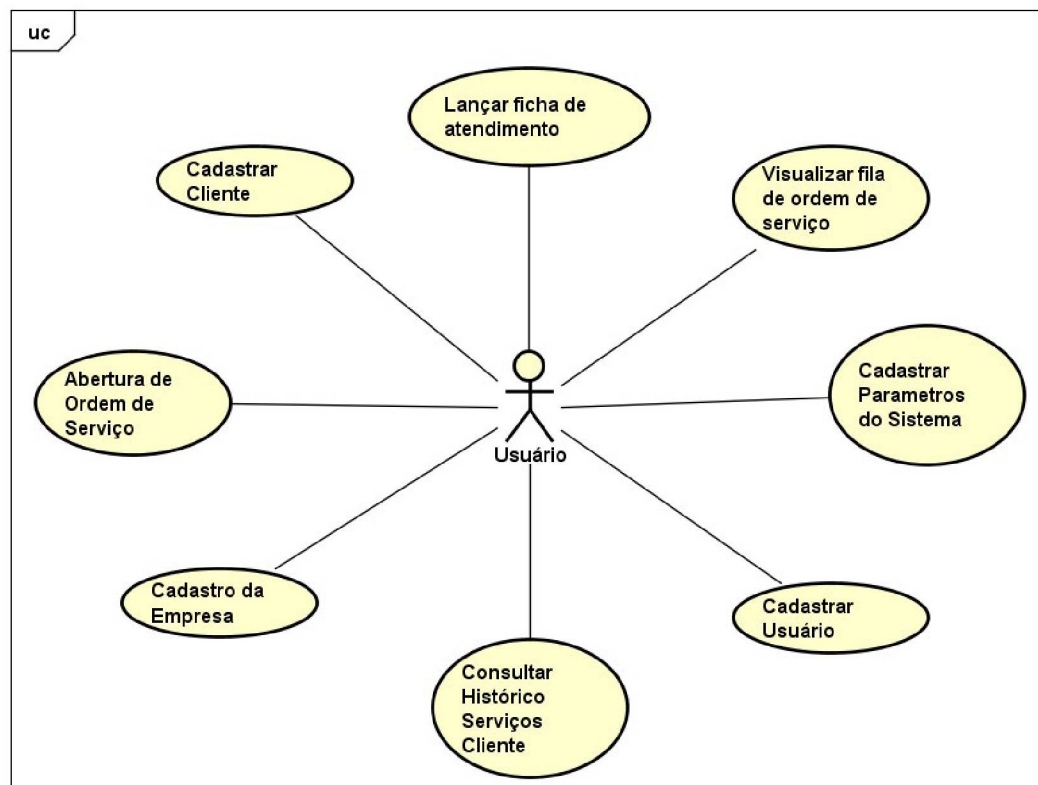 uc
Lançar ficha de
atendimento
Cadastrar
Cliente
Visualizar fila
de ordem de
serviço
Abertura de
Ordem de
Serviço
Cadastrar
Parametros
do Sistema
Usuário
Cadastro da
Empresa
Cadastrar
Usuário
Consultar
Histórico
Serviços
Cliente